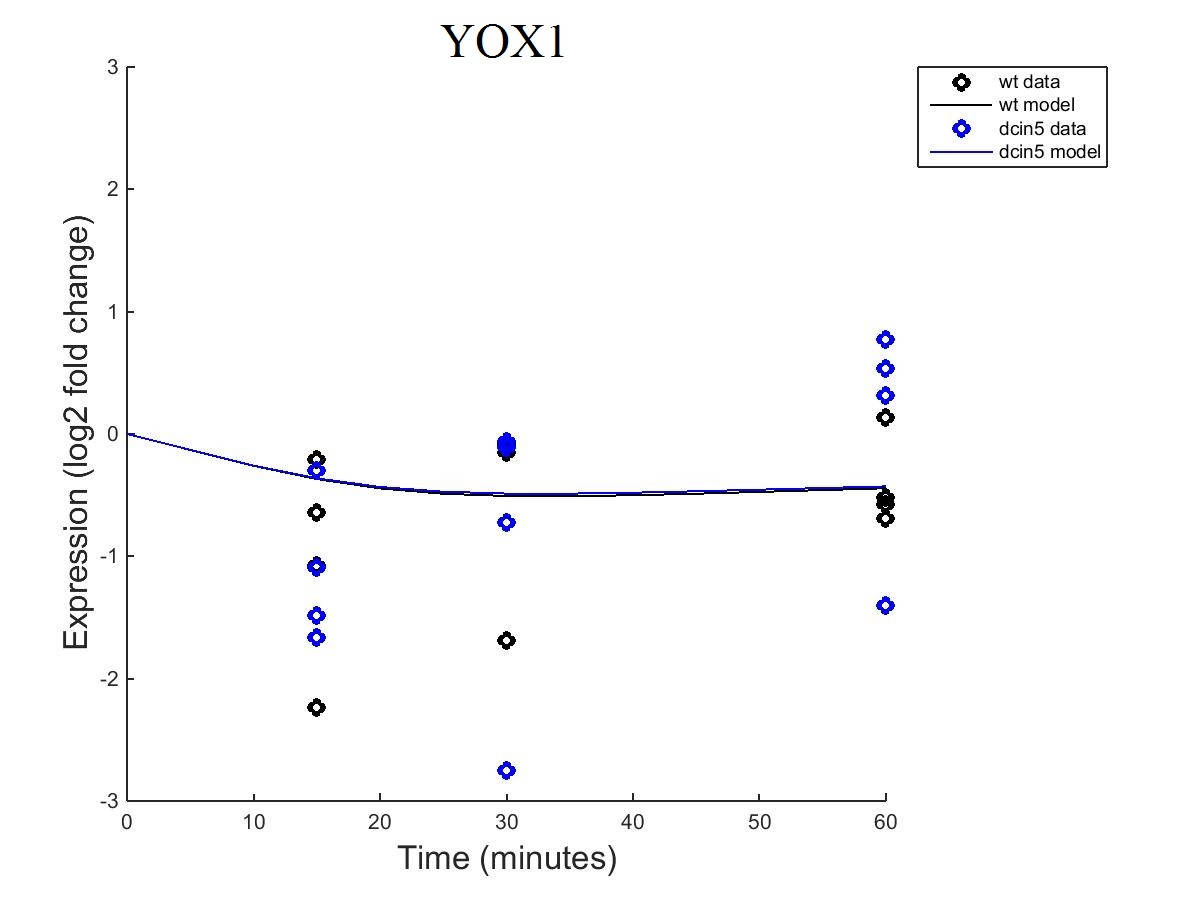 YOX1
3
2
1
0
-1
-2
-3
Expression (log2 fold change)
0 10 20 30 40 50 60
Time (minutes)
wt data
wt model
dcin5 data
dcin5 model